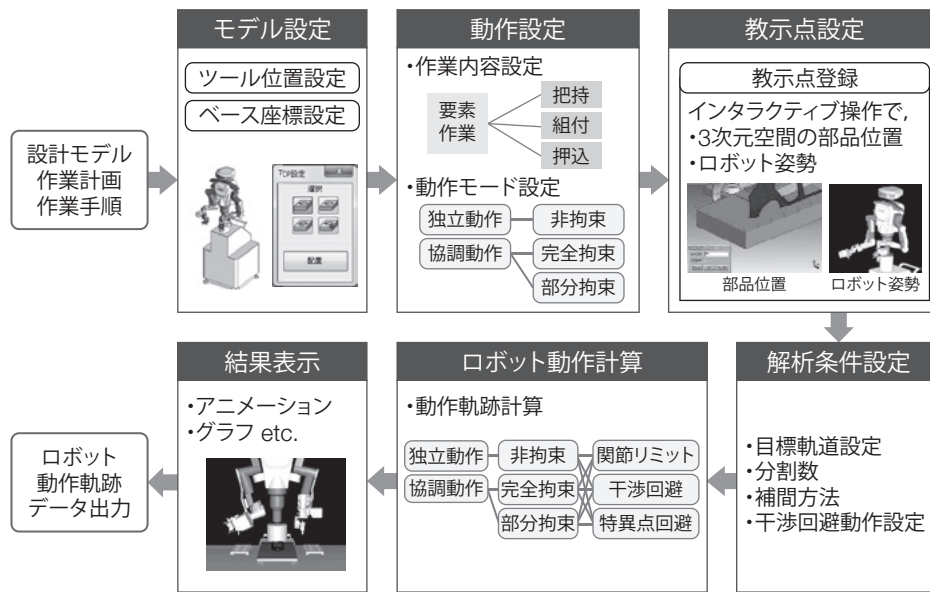 モデル設定
ツール位置設定
ベース座標設定
TCP設定
選択
配置
動作設定
・作業内容設定
要素
作業
把持
組付
押込
・動作モード設定
独立動作
非拘束
協調動作
完全拘束
部分拘束
教示点設定
教示点登録
インタラクティブ操作で,
・3次元空間の部品位置
・ロボット姿勢
部品位置
ロボット姿勢
設計モデル
作業計画
作業手順
解析条件設定
・目標軌道設定
・分割数
・補間方法
・干渉回避動作設定
ロボット動作計算
・動作軌跡計算
独立動作
非拘束
関節リミット
協調動作
完全拘束
干渉回避
部分拘束
特異点回避
結果表示
・アニメーション
・グラフ etc.
ロボット
動作軌跡
データ出力